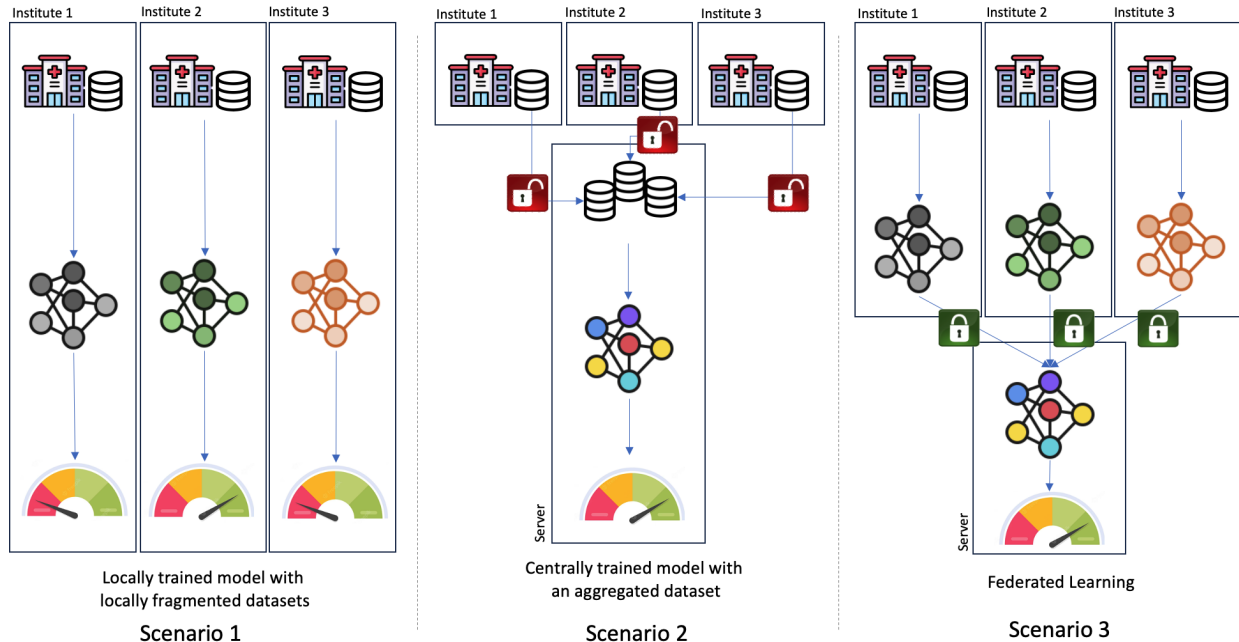 Institute 1
Institute 2
Institute 3
Locally trained model with
locally fragmented datasets
Scenario 1
Institute 1
Institute 2
Institute 3
Server
Centrally trained model with
an aggregated dataset
Scenario 2
Institute 1
Institute 2
Institute 3
Server
Federated Learning
Scenario 3